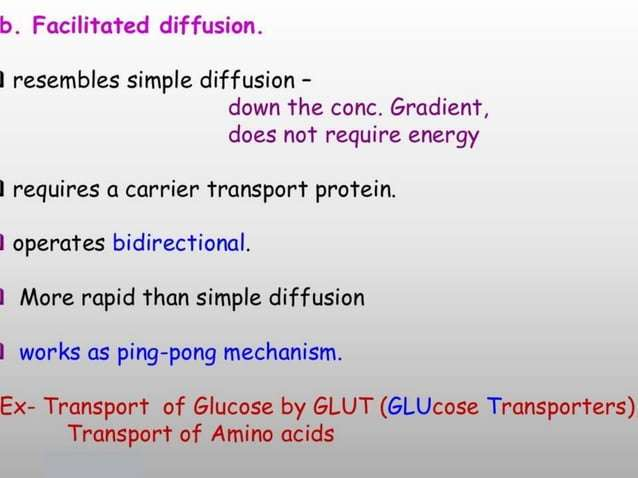 b. Facilitated diffusion.
resembles simple diffusion –
down the conc. Gradient,
does not require energy
requires a carrier transport protein.
operates bidirectional.
More rapid than simple diffusion
works as ping-pong mechanism.
Ex- Transport of Glucose by GLUT (GLUcose Transporters)
Transport of Amino acids